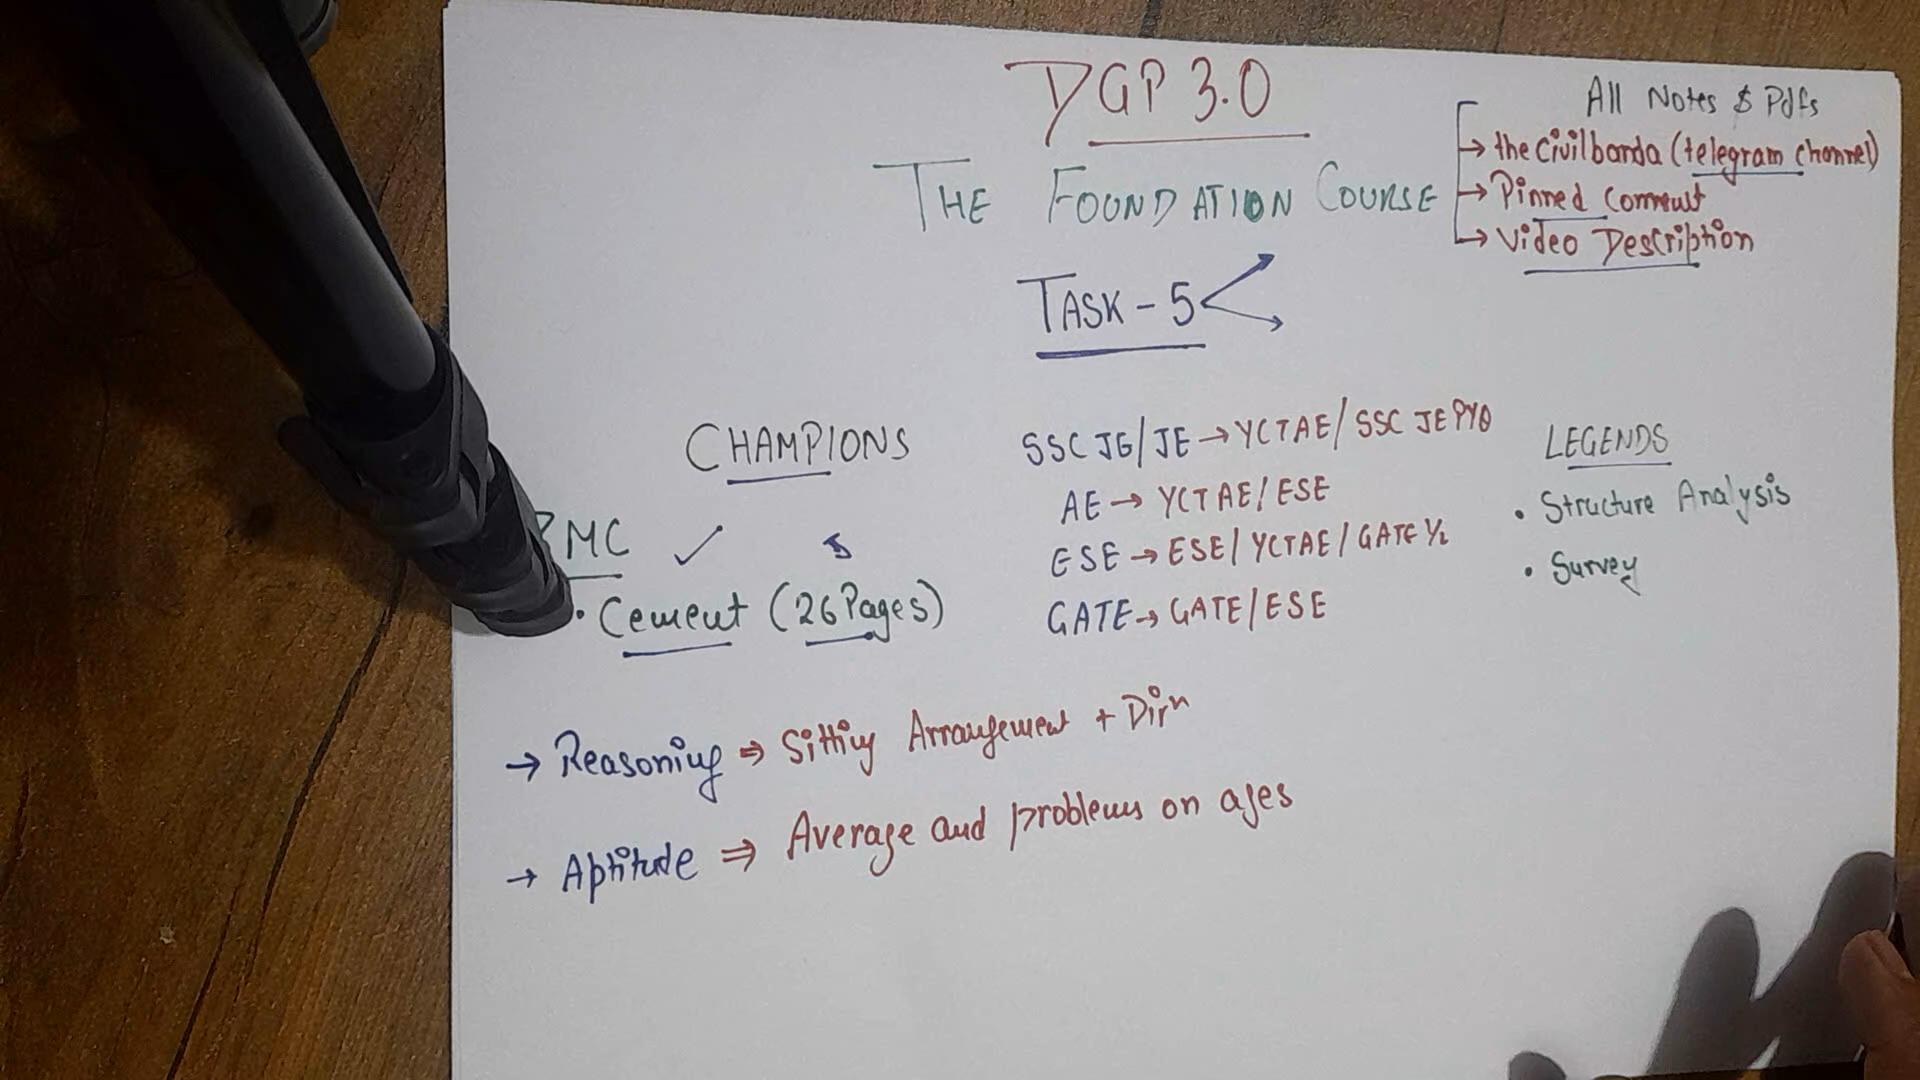 DGP 3.0
THE FOUNDATION COURSE
All Notes $ Pdfs
→ the civilbanda (telegram channel)
→ Pinned Comment
→ Video Description
TASK - 5
CHAMPIONS
MC ✓
• Cement (26 Pages)
SSC JE/JE → YCTAE/SSC JE PYQ
AE → YCTAE/ESE
ESE → ESE/YCTAE/GATE 1/2
GATE → GATE/ESE
LEGENDS
• Structure Analysis
• Survey
→ Reasoning ⇒ Sitting Arrangement + Dirⁿ
→ Aptitude ⇒ Average and problems on ages